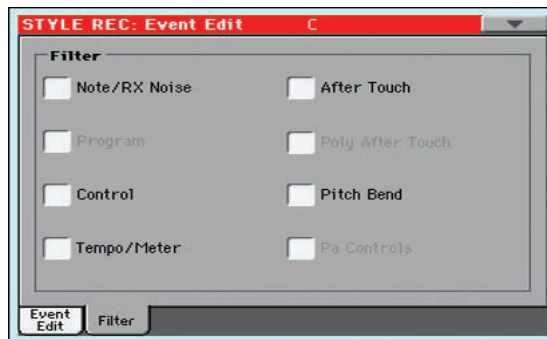 STYLE REC: Event Edit C
Filter
Note/RX Noise
After Touch
Program
Poly After Touch
Control
Pitch Bend
Tempo/Meter
Pa Controls
Event
Edit
Filter